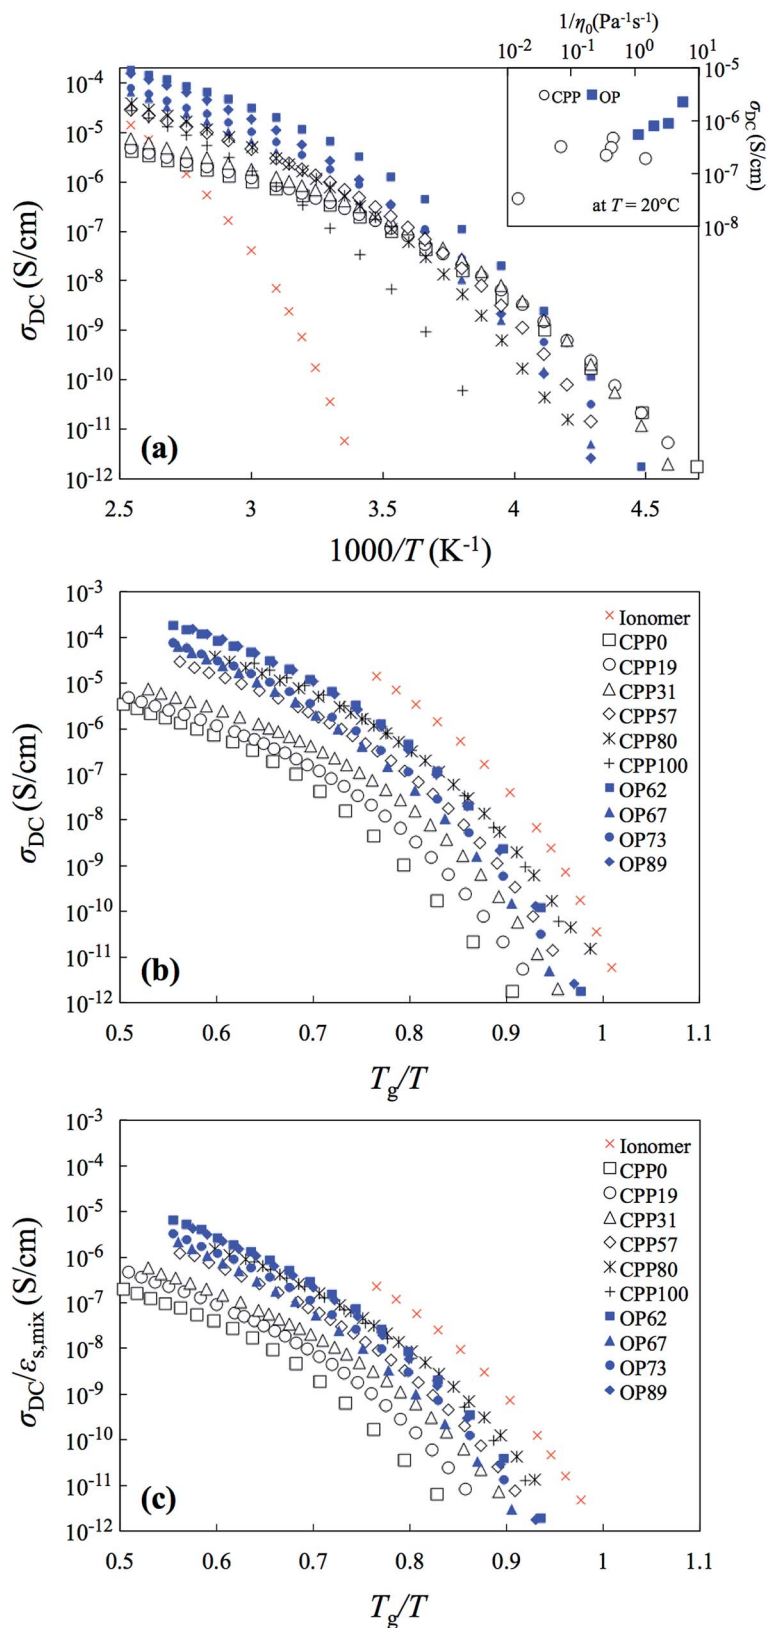 1/η₀(Pa⁻¹s⁻¹)
10⁻² 10⁻¹ 10⁰ 10¹
CPP OP
10⁻⁵
10⁻⁶
10⁻⁷
10⁻⁸
σDC (S/cm)
at T = 20°C
σDC (S/cm)
10⁻⁴
10⁻⁵
10⁻⁶
10⁻⁷
10⁻⁸
10⁻⁹
10⁻¹⁰
10⁻¹¹
10⁻¹²
(a)
2.5 3 3.5 4 4.5
1000/T (K⁻¹)
σDC (S/cm)
10⁻³
10⁻⁴
10⁻⁵
10⁻⁶
10⁻⁷
10⁻⁸
10⁻⁹
10⁻¹⁰
10⁻¹¹
10⁻¹²
Ionomer
CPP0
CPP19
CPP31
CPP57
CPP80
CPP100
OP62
OP67
OP73
OP89
(b)
0.5 0.6 0.7 0.8 0.9 1 1.1
Tg/T
σDC/εs,mix (S/cm)
10⁻³
10⁻⁴
10⁻⁵
10⁻⁶
10⁻⁷
10⁻⁸
10⁻⁹
10⁻¹⁰
10⁻¹¹
10⁻¹²
Ionomer
CPP0
CPP19
CPP31
CPP57
CPP80
CPP100
OP62
OP67
OP73
OP89
(c)
0.5 0.6 0.7 0.8 0.9 1 1.1
Tg/T